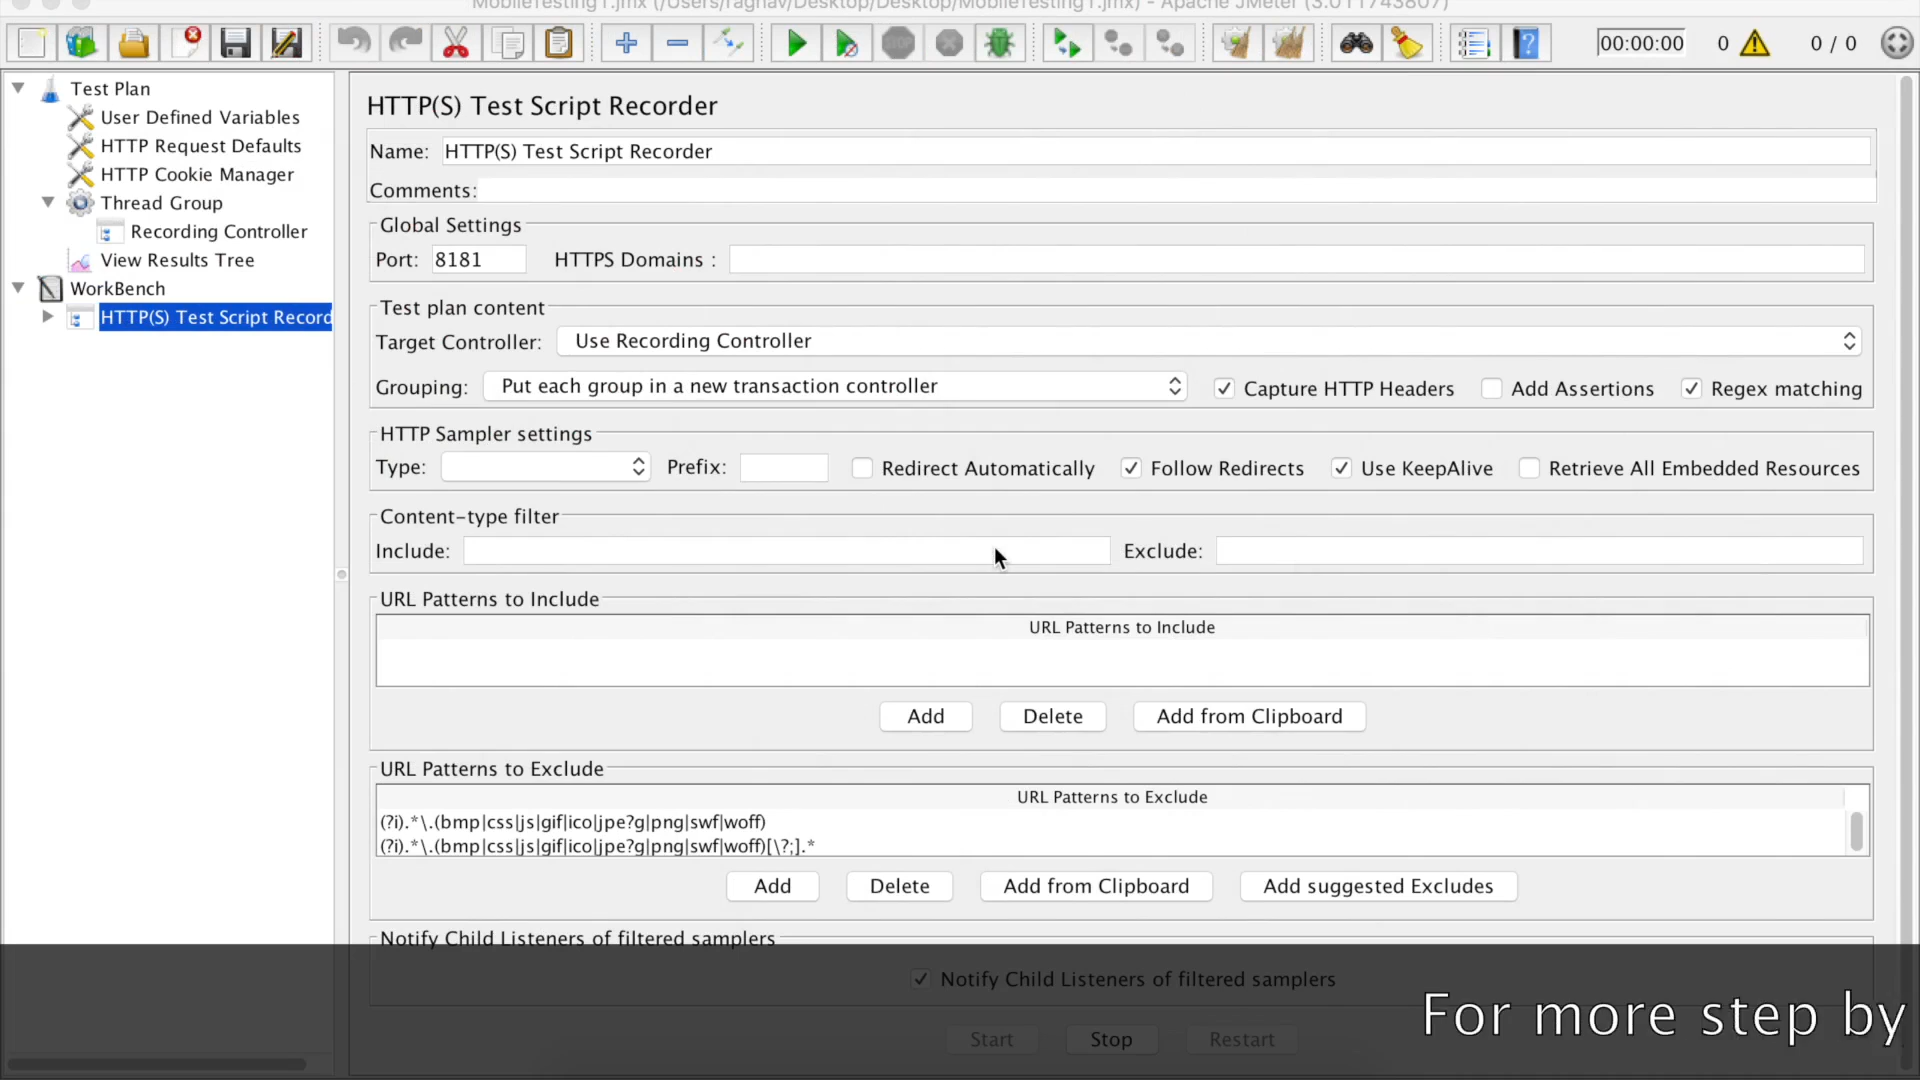 MobileTesting1.jmx (/Users/raghav/Desktop/Desktop/MobileTesting1.jmx) - Apache JMeter (3.0 r1743807)
STOP
00:00:00
0
0 / 0
Test Plan
User Defined Variables
HTTP Request Defaults
HTTP Cookie Manager
Thread Group
Recording Controller
View Results Tree
WorkBench
HTTP(S) Test Script Record
HTTP(S) Test Script Recorder
Name: HTTP(S) Test Script Recorder
Comments:
Global Settings
Port: 8181 HTTPS Domains :
Test plan content
Target Controller: Use Recording Controller
Grouping: Put each group in a new transaction controller Capture HTTP Headers Add Assertions Regex matching
HTTP Sampler settings
Type: Prefix: Redirect Automatically Follow Redirects Use KeepAlive Retrieve All Embedded Resources
Content-type filter
Include: Exclude:
URL Patterns to Include
URL Patterns to Include
Add Delete Add from Clipboard
URL Patterns to Exclude
URL Patterns to Exclude
(?i).*\.(bmp|css|js|gif|ico|jpe?g|png|swf|woff)
(?i).*\.(bmp|css|js|gif|ico|jpe?g|png|swf|woff)[\?;].*
Add Delete Add from Clipboard Add suggested Excludes
Notify Child Listeners of filtered samplers
Notify Child Listeners of filtered samplers
Start Stop Restart
For more step by